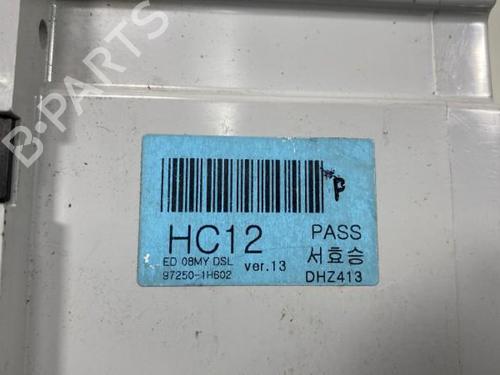 B-PARTS
P
HC12 PASS
ED 08MY DSL ver.13 서효승
97250-1H602 DHZ413